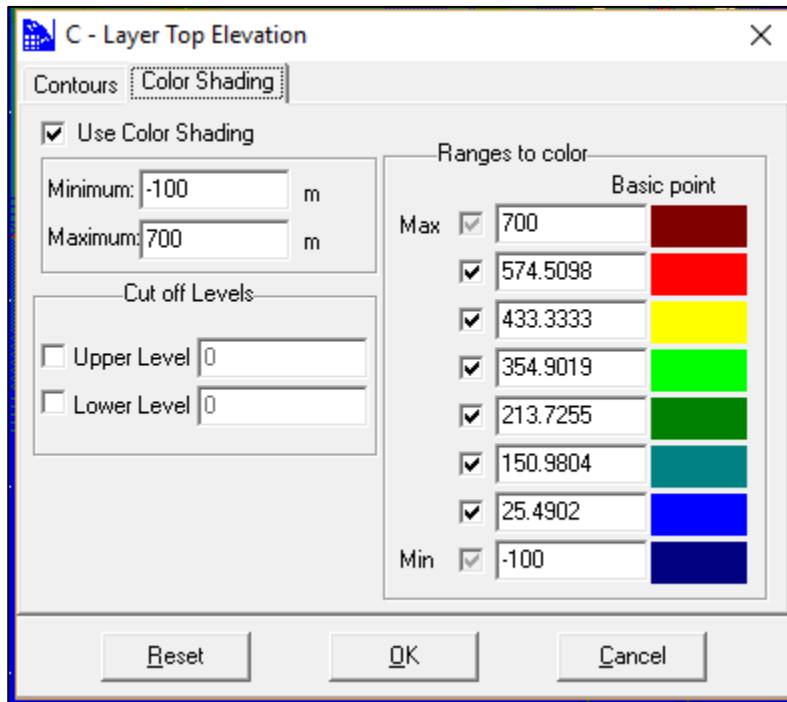 C - Layer Top Elevation
Contours Color Shading
Use Color Shading
Minimum: -100 m
Maximum: 700 m
Cut off Levels
Upper Level 0
Lower Level 0
Ranges to color
Basic point
Max 700
574.5098
433.3333
354.9019
213.7255
150.9804
25.4902
Min -100
Reset OK Cancel